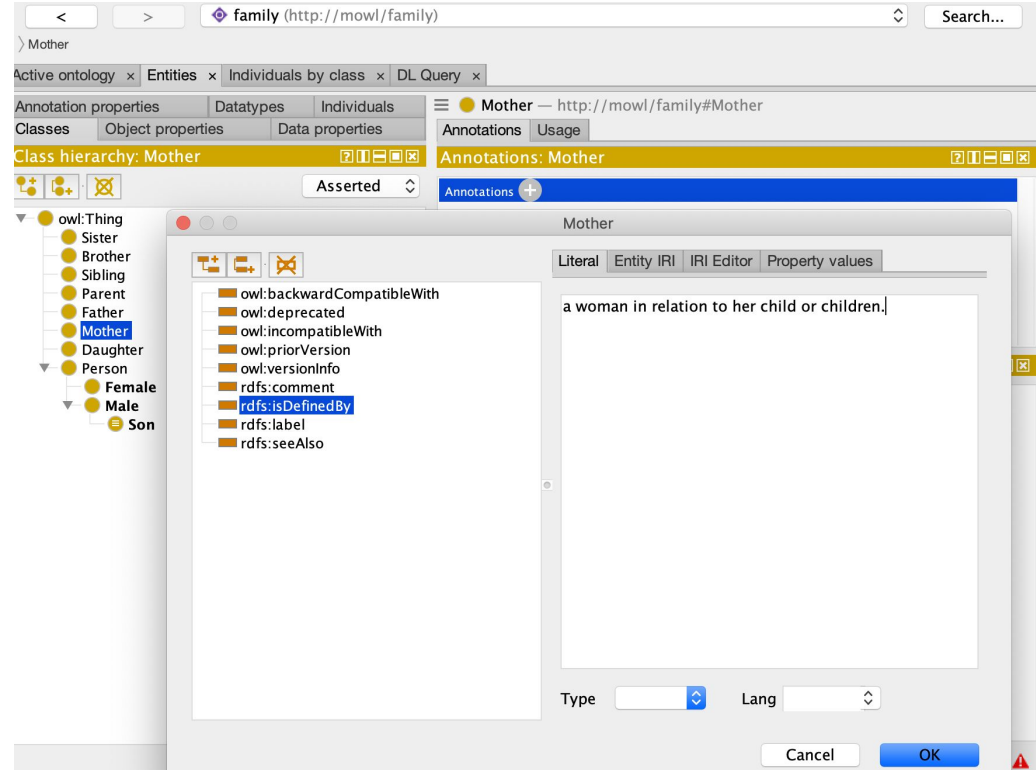 < > family (http://mowl/family) Search...
Mother
Active ontology × Entities × Individuals by class × DL Query ×
Annotation properties Datatypes Individuals
Classes Object properties Data properties
Mother — http://mowl/family#Mother
Annotations Usage
Class hierarchy: Mother
Annotations: Mother
Asserted
Annotations +
owl:Thing
Sister
Brother
Sibling
Parent
Father
Mother
Daughter
Person
Female
Male
Son
Mother
Literal Entity IRI IRI Editor Property values
owl:backwardCompatibleWith
owl:deprecated
owl:incompatibleWith
owl:priorVersion
owl:versionInfo
rdfs:comment
rdfs:isDefinedBy
rdfs:label
rdfs:seeAlso
a woman in relation to her child or children.
Type Lang
Cancel OK